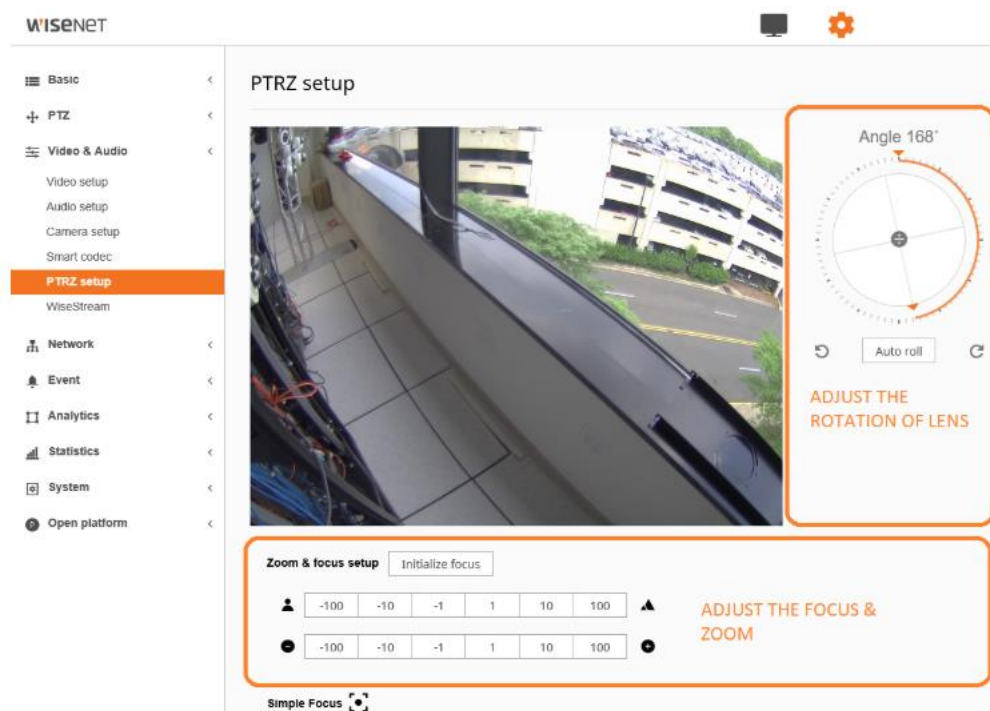 WISENET
Basic
PTZ
Video & Audio
Video setup
Audio setup
Camera setup
Smart codec
PTRZ setup
WiseStream
Network
Event
Analytics
Statistics
System
Open platform
PTRZ setup
Angle 168°
Auto roll
ADJUST THE
ROTATION OF LENS
Zoom & focus setup Initialize focus
-100 -10 -1 1 10 100
ADJUST THE FOCUS &
ZOOM
-100 -10 -1 1 10 100
Simple Focus